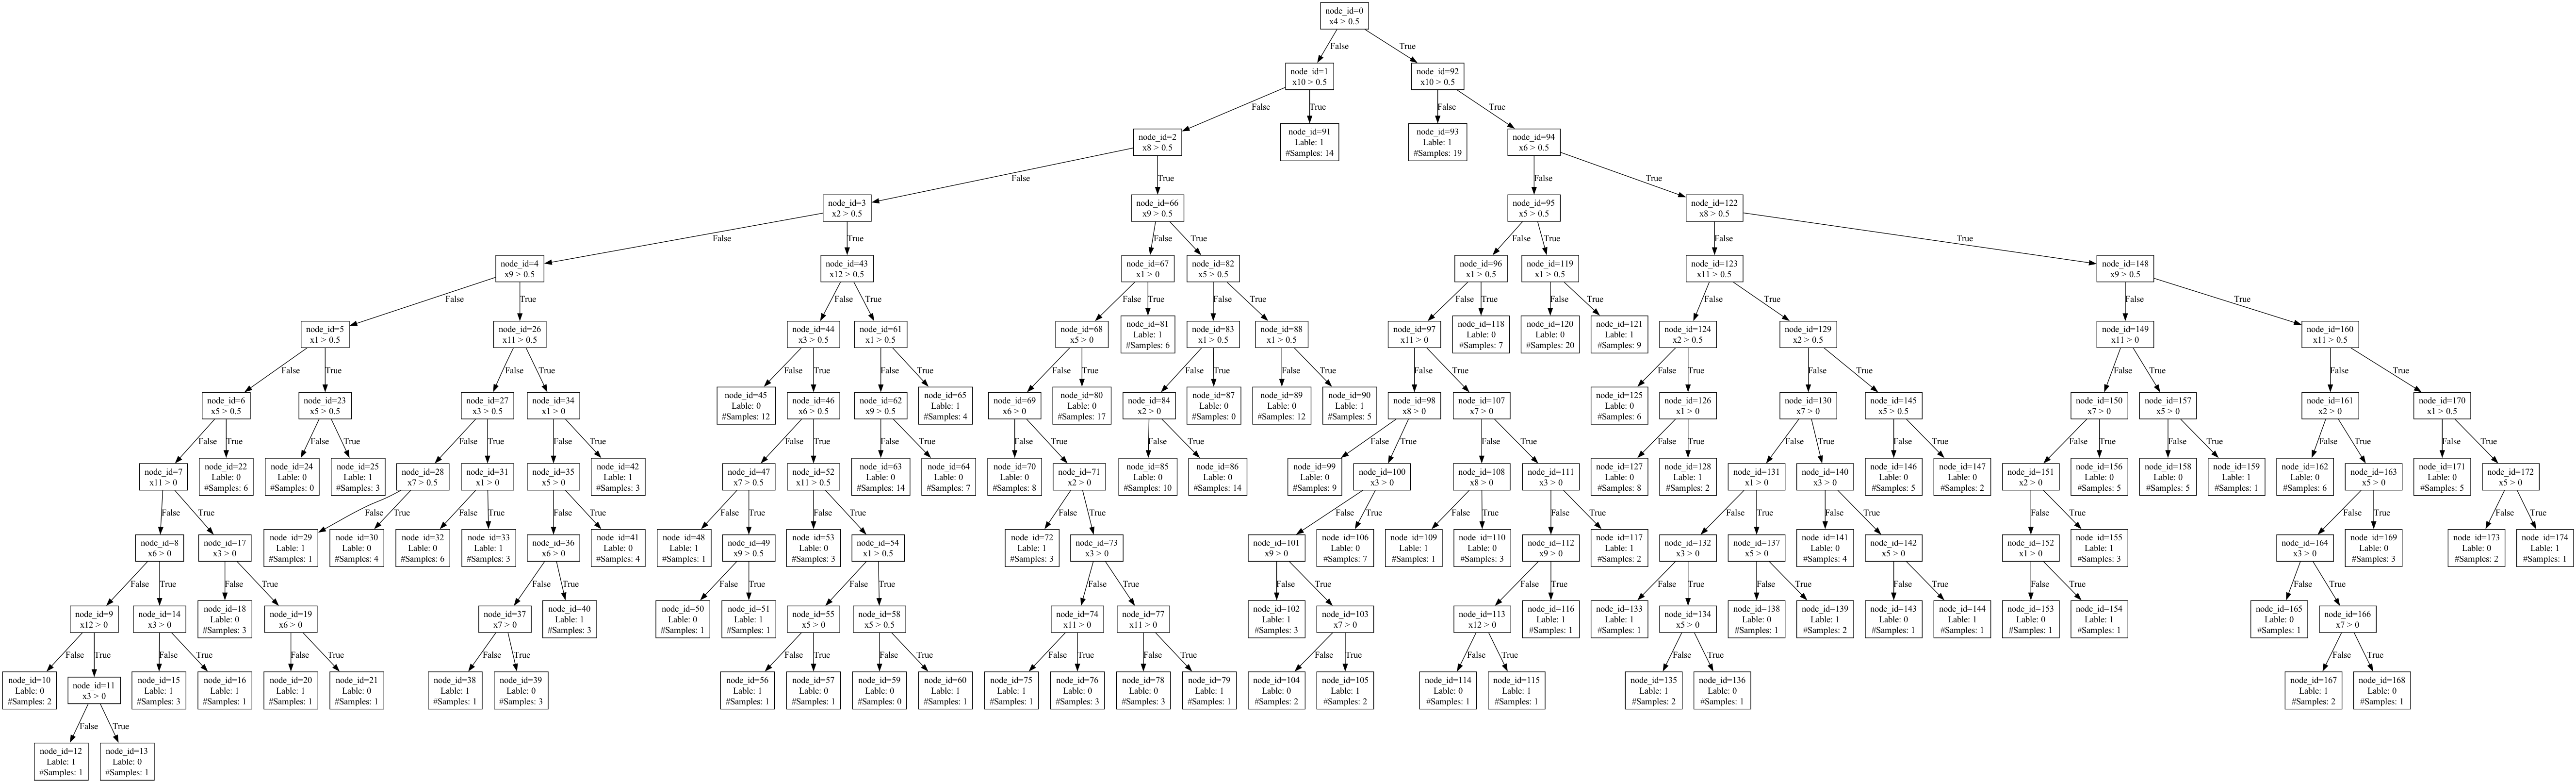 node_id=0
x4 > 0.5
False
True
node_id=1
x10 > 0.5
node_id=92
x10 > 0.5
False
True
False
True
node_id=2
x8 > 0.5
node_id=91
Lable: 1
#Samples: 14
node_id=93
Lable: 1
#Samples: 19
node_id=94
x6 > 0.5
False
True
False
True
node_id=3
x2 > 0.5
node_id=66
x9 > 0.5
node_id=95
x5 > 0.5
node_id=122
x8 > 0.5
False
True
False
True
False
True
False
True
node_id=4
x9 > 0.5
node_id=43
x12 > 0.5
node_id=67
x1 > 0
node_id=82
x5 > 0.5
node_id=96
x1 > 0.5
node_id=119
x1 > 0.5
node_id=123
x11 > 0.5
node_id=148
x9 > 0.5
False
True
False
True
False
True
False
True
False
True
False
True
False
True
False
True
node_id=5
x1 > 0.5
node_id=26
x11 > 0.5
node_id=44
x3 > 0.5
node_id=61
x1 > 0.5
node_id=68
x5 > 0
node_id=81
Lable: 1
#Samples: 6
node_id=83
x1 > 0.5
node_id=88
x1 > 0.5
node_id=97
x11 > 0
node_id=118
Lable: 0
#Samples: 7
node_id=120
Lable: 0
#Samples: 20
node_id=121
Lable: 1
#Samples: 9
node_id=124
x2 > 0.5
node_id=129
x2 > 0.5
node_id=149
x11 > 0
node_id=160
x11 > 0.5
False
True
False
True
False
True
False
True
False
True
False
True
False
True
False
True
False
True
False
True
False
True
False
True
node_id=6
x5 > 0.5
node_id=23
x5 > 0.5
node_id=27
x3 > 0.5
node_id=34
x1 > 0
node_id=45
Lable: 0
#Samples: 12
node_id=46
x6 > 0.5
node_id=62
x9 > 0.5
node_id=65
Lable: 1
#Samples: 4
node_id=69
x6 > 0
node_id=80
Lable: 0
#Samples: 17
node_id=84
x2 > 0
node_id=87
Lable: 0
#Samples: 0
node_id=89
Lable: 0
#Samples: 12
node_id=90
Lable: 1
#Samples: 5
node_id=98
x8 > 0
node_id=107
x7 > 0
node_id=125
Lable: 0
#Samples: 6
node_id=126
x1 > 0
node_id=130
x7 > 0
node_id=145
x5 > 0.5
node_id=150
x7 > 0
node_id=157
x5 > 0
node_id=161
x2 > 0
node_id=170
x1 > 0.5
False
True
False
True
False
True
False
True
False
True
False
True
False
True
False
True
False
True
False
True
False
True
False
True
False
True
False
True
False
True
False
True
False
True
node_id=7
x11 > 0
node_id=22
Lable: 0
#Samples: 6
node_id=24
Lable: 0
#Samples: 0
node_id=25
Lable: 1
#Samples: 3
node_id=28
x7 > 0.5
node_id=31
x1 > 0
node_id=35
x5 > 0
node_id=42
Lable: 1
#Samples: 3
node_id=47
x7 > 0.5
node_id=52
x11 > 0.5
node_id=63
Lable: 0
#Samples: 14
node_id=64
Lable: 0
#Samples: 7
node_id=70
Lable: 0
#Samples: 8
node_id=71
x2 > 0
node_id=85
Lable: 0
#Samples: 10
node_id=86
Lable: 0
#Samples: 14
node_id=99
Lable: 0
#Samples: 9
node_id=100
x3 > 0
node_id=108
x8 > 0
node_id=111
x3 > 0
node_id=127
Lable: 0
#Samples: 8
node_id=128
Lable: 1
#Samples: 2
node_id=131
x1 > 0
node_id=140
x3 > 0
node_id=146
Lable: 0
#Samples: 5
node_id=147
Lable: 0
#Samples: 2
node_id=151
x2 > 0
node_id=156
Lable: 0
#Samples: 5
node_id=158
Lable: 0
#Samples: 5
node_id=159
Lable: 1
#Samples: 1
node_id=162
Lable: 0
#Samples: 6
node_id=163
x5 > 0
node_id=171
Lable: 0
#Samples: 5
node_id=172
x5 > 0
False
True
False
True
False
True
False
True
False
True
False
True
False
True
False
True
False
True
False
True
False
True
False
True
False
True
False
True
False
True
node_id=8
x6 > 0
node_id=17
x3 > 0
node_id=29
Lable: 1
#Samples: 1
node_id=30
Lable: 0
#Samples: 4
node_id=32
Lable: 0
#Samples: 6
node_id=33
Lable: 1
#Samples: 3
node_id=36
x6 > 0
node_id=41
Lable: 0
#Samples: 4
node_id=48
Lable: 1
#Samples: 1
node_id=49
x9 > 0.5
node_id=53
Lable: 0
#Samples: 3
node_id=54
x1 > 0.5
node_id=72
Lable: 1
#Samples: 3
node_id=73
x3 > 0
node_id=101
x9 > 0
node_id=106
Lable: 0
#Samples: 7
node_id=109
Lable: 1
#Samples: 1
node_id=110
Lable: 0
#Samples: 3
node_id=112
x9 > 0
node_id=117
Lable: 1
#Samples: 2
node_id=132
x3 > 0
node_id=137
x5 > 0
node_id=141
Lable: 0
#Samples: 4
node_id=142
x5 > 0
node_id=152
x1 > 0
node_id=155
Lable: 1
#Samples: 3
node_id=164
x3 > 0
node_id=169
Lable: 0
#Samples: 3
node_id=173
Lable: 0
#Samples: 2
node_id=174
Lable: 1
#Samples: 1
False
True
False
True
False
True
False
True
False
True
False
True
False
True
False
True
False
True
False
True
False
True
False
True
False
True
node_id=9
x12 > 0
node_id=14
x3 > 0
node_id=18
Lable: 0
#Samples: 3
node_id=19
x6 > 0
node_id=37
x7 > 0
node_id=40
Lable: 1
#Samples: 3
node_id=50
Lable: 0
#Samples: 1
node_id=51
Lable: 1
#Samples: 1
node_id=55
x5 > 0
node_id=58
x5 > 0.5
node_id=74
x11 > 0
node_id=77
x11 > 0
node_id=102
Lable: 1
#Samples: 3
node_id=103
x7 > 0
node_id=113
x12 > 0
node_id=116
Lable: 1
#Samples: 1
node_id=133
Lable: 1
#Samples: 1
node_id=134
x5 > 0
node_id=138
Lable: 0
#Samples: 1
node_id=139
Lable: 1
#Samples: 2
node_id=143
Lable: 0
#Samples: 1
node_id=144
Lable: 1
#Samples: 1
node_id=153
Lable: 0
#Samples: 1
node_id=154
Lable: 1
#Samples: 1
node_id=165
Lable: 0
#Samples: 1
node_id=166
x7 > 0
False
True
False
True
False
True
False
True
False
True
False
True
False
True
False
True
False
True
False
True
False
True
False
True
node_id=10
Lable: 0
#Samples: 2
node_id=11
x3 > 0
node_id=15
Lable: 1
#Samples: 3
node_id=16
Lable: 1
#Samples: 1
node_id=20
Lable: 1
#Samples: 1
node_id=21
Lable: 0
#Samples: 1
node_id=38
Lable: 1
#Samples: 1
node_id=39
Lable: 0
#Samples: 3
node_id=56
Lable: 1
#Samples: 1
node_id=57
Lable: 0
#Samples: 1
node_id=59
Lable: 0
#Samples: 0
node_id=60
Lable: 1
#Samples: 1
node_id=75
Lable: 1
#Samples: 1
node_id=76
Lable: 0
#Samples: 3
node_id=78
Lable: 0
#Samples: 3
node_id=79
Lable: 1
#Samples: 1
node_id=104
Lable: 0
#Samples: 2
node_id=105
Lable: 1
#Samples: 2
node_id=114
Lable: 0
#Samples: 1
node_id=115
Lable: 1
#Samples: 1
node_id=135
Lable: 1
#Samples: 2
node_id=136
Lable: 0
#Samples: 1
node_id=167
Lable: 1
#Samples: 2
node_id=168
Lable: 0
#Samples: 1
False
True
node_id=12
Lable: 1
#Samples: 1
node_id=13
Lable: 0
#Samples: 1